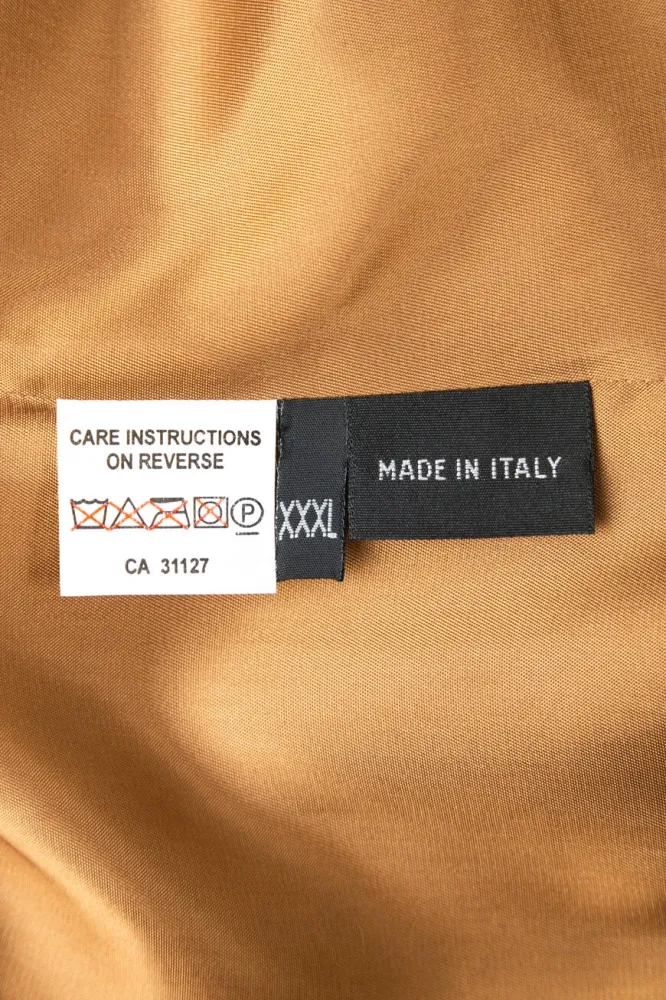 CARE INSTRUCTIONS
ON REVERSE
P
CA 31127
XXXL
MADE IN ITALY